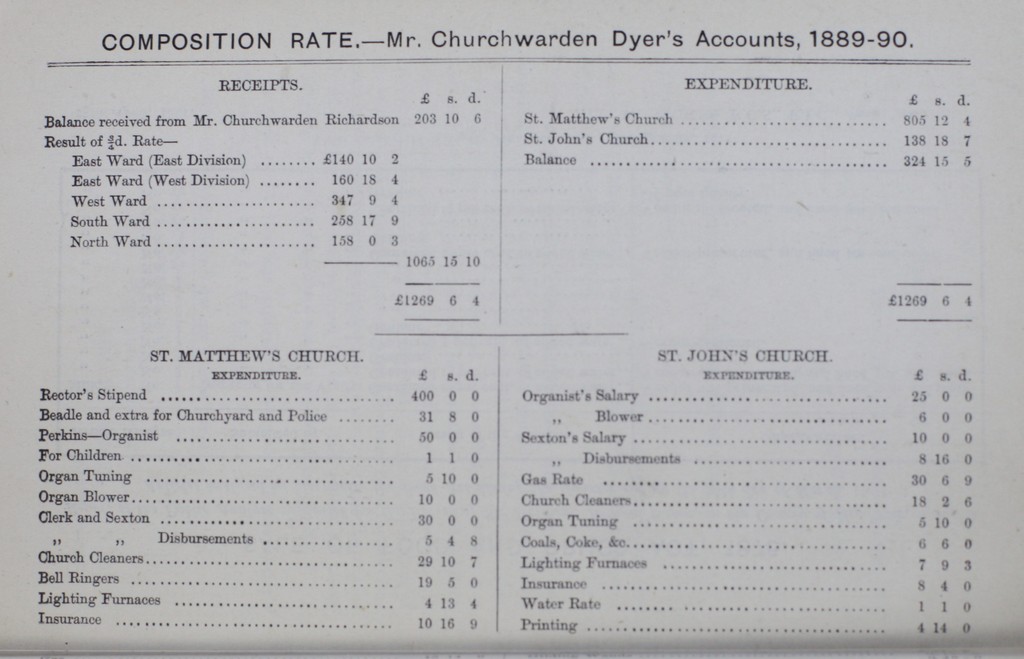 COMPOSITION RATE.—Mr. Churchwarden Dyer's Accounts, 1889-90.
RECEIPTS.
£ s. d.
Balance received from Mr. Churchwarden Richardson 203 10 6
Result of ¾d. Rate—
East Ward (East Division) ........ £140 10 2
East Ward (West Division) ........ 160 18 4
West Ward ...................... 347 9 4
South Ward ...................... 258 17 9
North Ward ...................... 158 0 3
1065 15 10
£1269 6 4
EXPENDITURE.
£ s. d.
St. Matthew's Church ................................ 805 12 4
St. John's Church.................................... 138 18 7
Balance ............................................. 324 15 5
£1269 6 4
ST. MATTHEW'S CHURCH.
EXPENDITURE. £ s. d.
Rector's Stipend .................................. 400 0 0
Beadle and extra for Churchyard and Police ........ 31 8 0
Perkins—Organist ................................ 50 0 0
For Children ...................................... 1 1 0
Organ Tuning .................................... 5 10 0
Organ Blower...................................... 10 0 0
Clerk and Sexton .................................. 30 0 0
„ „ Disbursements .................... 5 4 8
Church Cleaners.................................... 29 10 7
Bell Ringers ...................................... 19 5 0
Lighting Furnaces ................................ 4 13 4
Insurance ........................................ 10 16 9
ST. JOHN'S CHURCH.
EXPENDITURE. £ s. d.
Organist's Salary .................................... 25 0 0
„ Blower .................................... 6 0 0
Sexton's Salary ...................................... 10 0 0
„ Disbursements .............................. 8 16 0
Gas Rate ............................................ 30 6 9
Church Cleaners...................................... 18 2 6
Organ Tuning ........................................ 5 10 0
Coals, Coke, &c....................................... 6 6 0
Lighting Furnaces .................................. 7 9 3
Insurance ............................................ 8 4 0
Water Rate .......................................... 1 1 0
Printing .............................................. 4 14 0